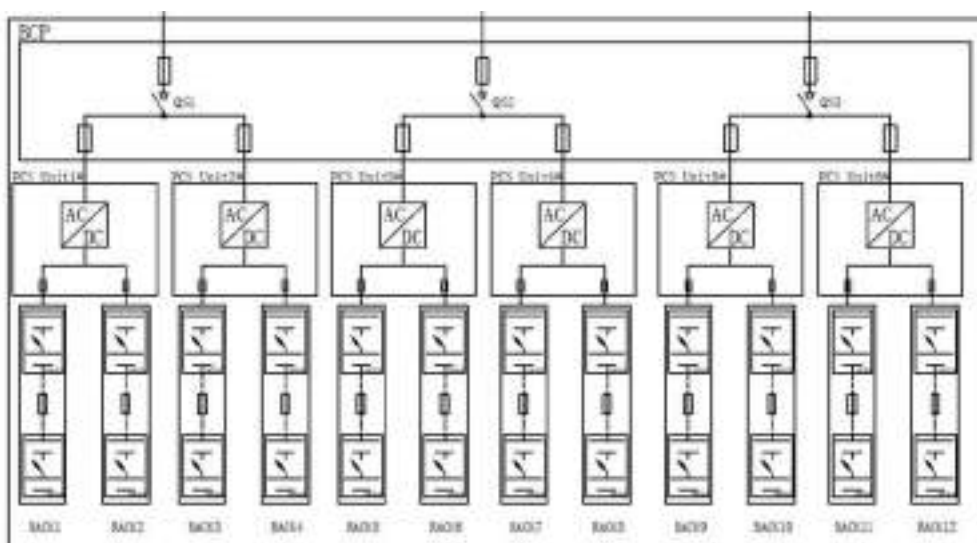 BCP
QS1 QS2 QS3
PCS Unit1# PCS Unit2# PCS Unit3# PCS Unit4# PCS Unit5# PCS Unit6#
AC AC AC AC AC AC
DC DC DC DC DC DC
RACK1 RACK2 RACK3 RACK4 RACK5 RACK6 RACK7 RACK8 RACK9 RACK10 RACK11 RACK12